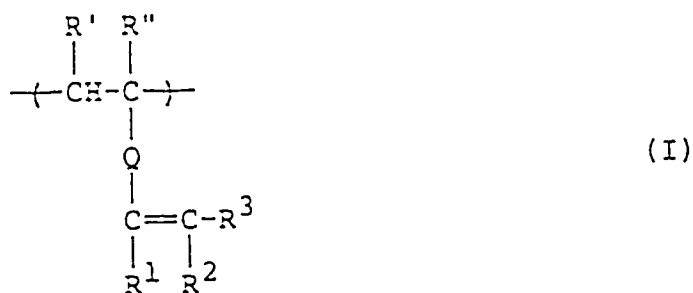 R' R"
CH-C
Q (I)
C=C-R³
R¹ R²